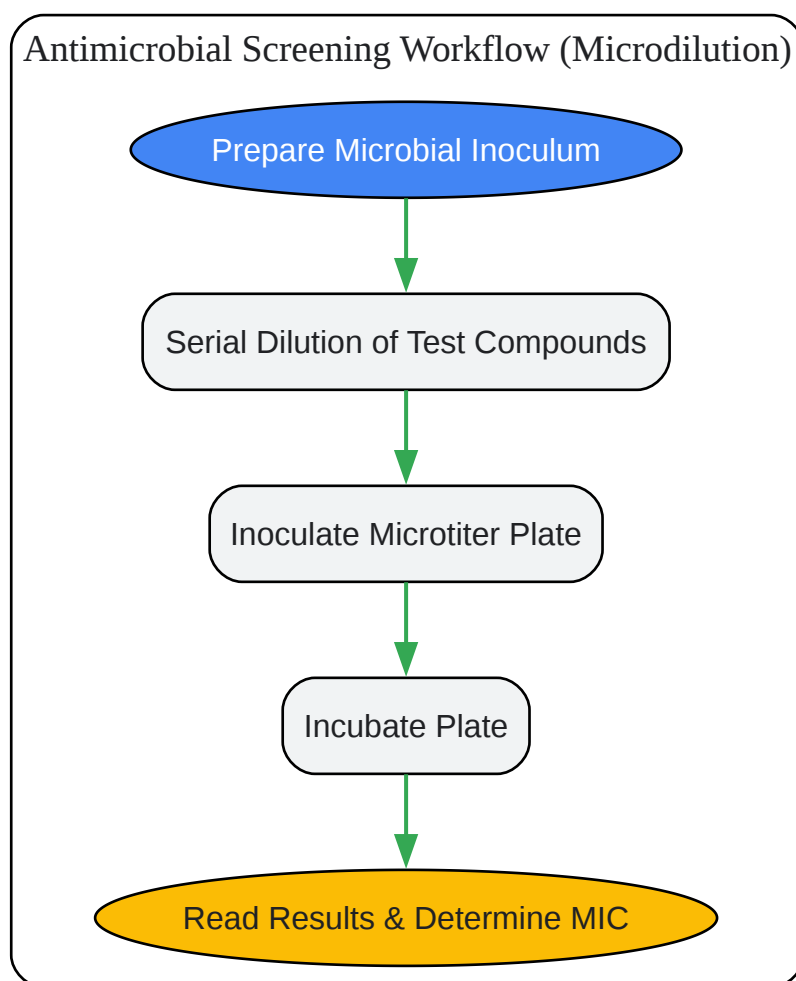 Antimicrobial Screening Workflow (Microdilution)
Prepare Microbial Inoculum
Serial Dilution of Test Compounds
Inoculate Microtiter Plate
Incubate Plate
Read Results & Determine MIC